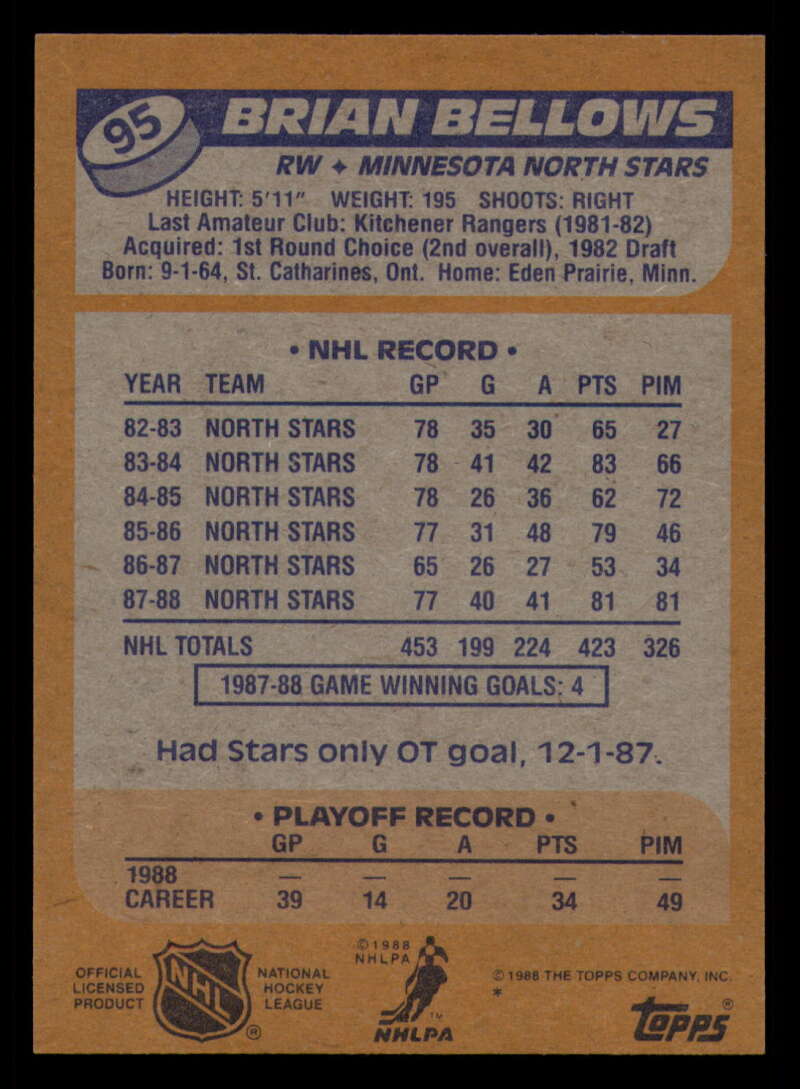 95
BRIAN BELLOWS
RW ✦ MINNESOTA NORTH STARS
HEIGHT: 5'11" WEIGHT: 195 SHOOTS: RIGHT
Last Amateur Club: Kitchener Rangers (1981-82)
Acquired: 1st Round Choice (2nd overall), 1982 Draft
Born: 9-1-64, St. Catharines, Ont. Home: Eden Prairie, Minn.
• NHL RECORD •
YEAR TEAM GP G A PTS PIM
82-83 NORTH STARS 78 35 30 65 27
83-84 NORTH STARS 78 41 42 83 66
84-85 NORTH STARS 78 26 36 62 72
85-86 NORTH STARS 77 31 48 79 46
86-87 NORTH STARS 65 26 27 53 34
87-88 NORTH STARS 77 40 41 81 81
NHL TOTALS 453 199 224 423 326
1987-88 GAME WINNING GOALS: 4
Had Stars only OT goal, 12-1-87.
• PLAYOFF RECORD •
GP G A PTS PIM
1988 — — — — —
CAREER 39 14 20 34 49
OFFICIAL
LICENSED
PRODUCT
NHL
®
NATIONAL
HOCKEY
LEAGUE
©1988
NHLPA
TM
NHLPA
©1988 THE TOPPS COMPANY, INC.
*
topps®